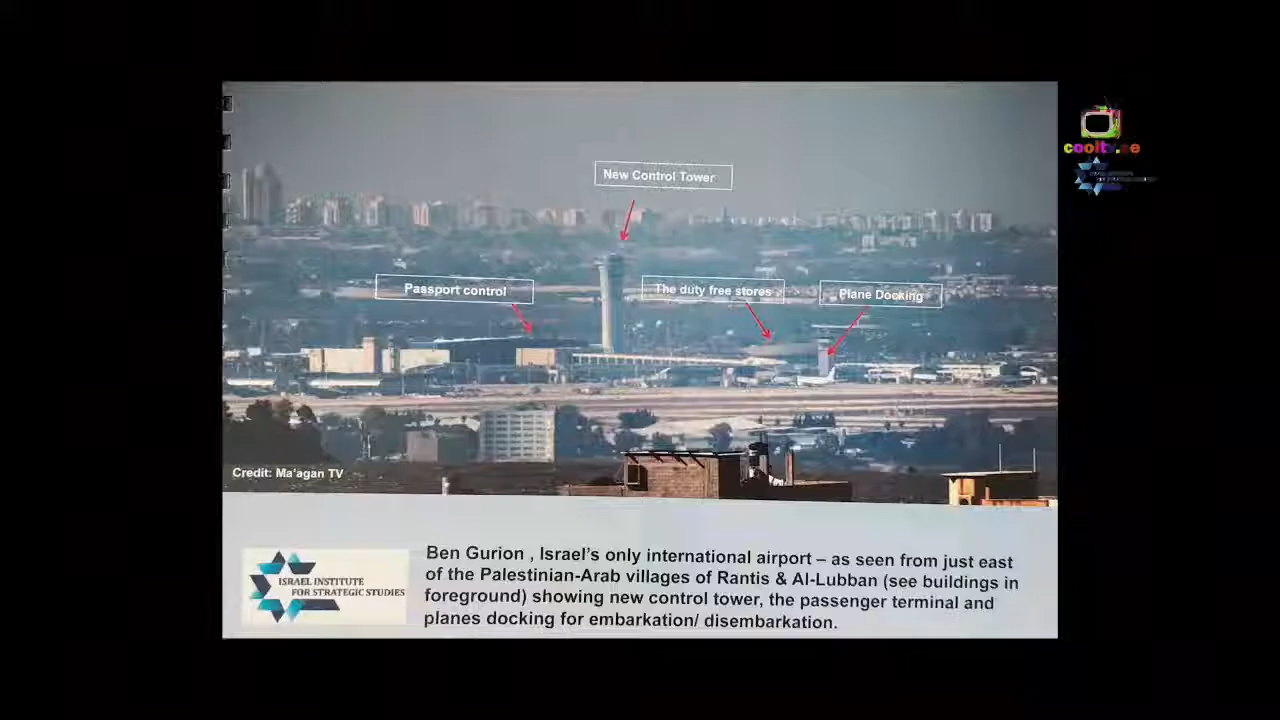 New Control Tower
Passport control
The duty free stores
Plane Docking
Credit: Ma'agan TV
cooltv.ee
ISRAEL INSTITUTE
FOR STRATEGIC STUDIES
Ben Gurion , Israel's only international airport – as seen from just east
of the Palestinian-Arab villages of Rantis & Al-Lubban (see buildings in
foreground) showing new control tower, the passenger terminal and
planes docking for embarkation/ disembarkation.